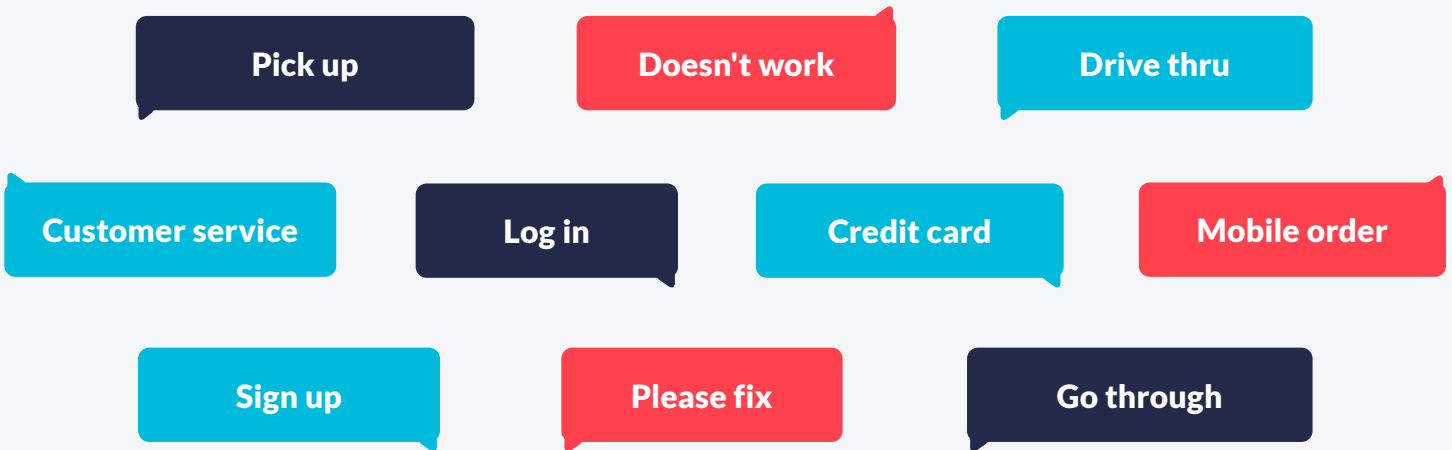 Pick up
Doesn't work
Drive thru
Customer service
Log in
Credit card
Mobile order
Sign up
Please fix
Go through